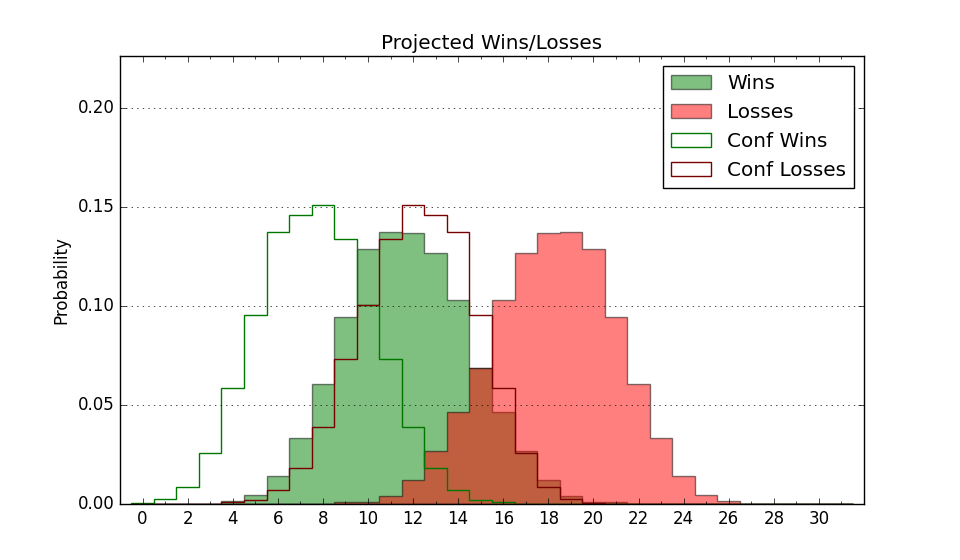 Projected Wins/Losses
Wins
Losses
Conf Wins
Conf Losses
Probability
0.20
0.15
0.10
0.05
0.00
0 2 4 6 8 10 12 14 16 18 20 22 24 26 28 30